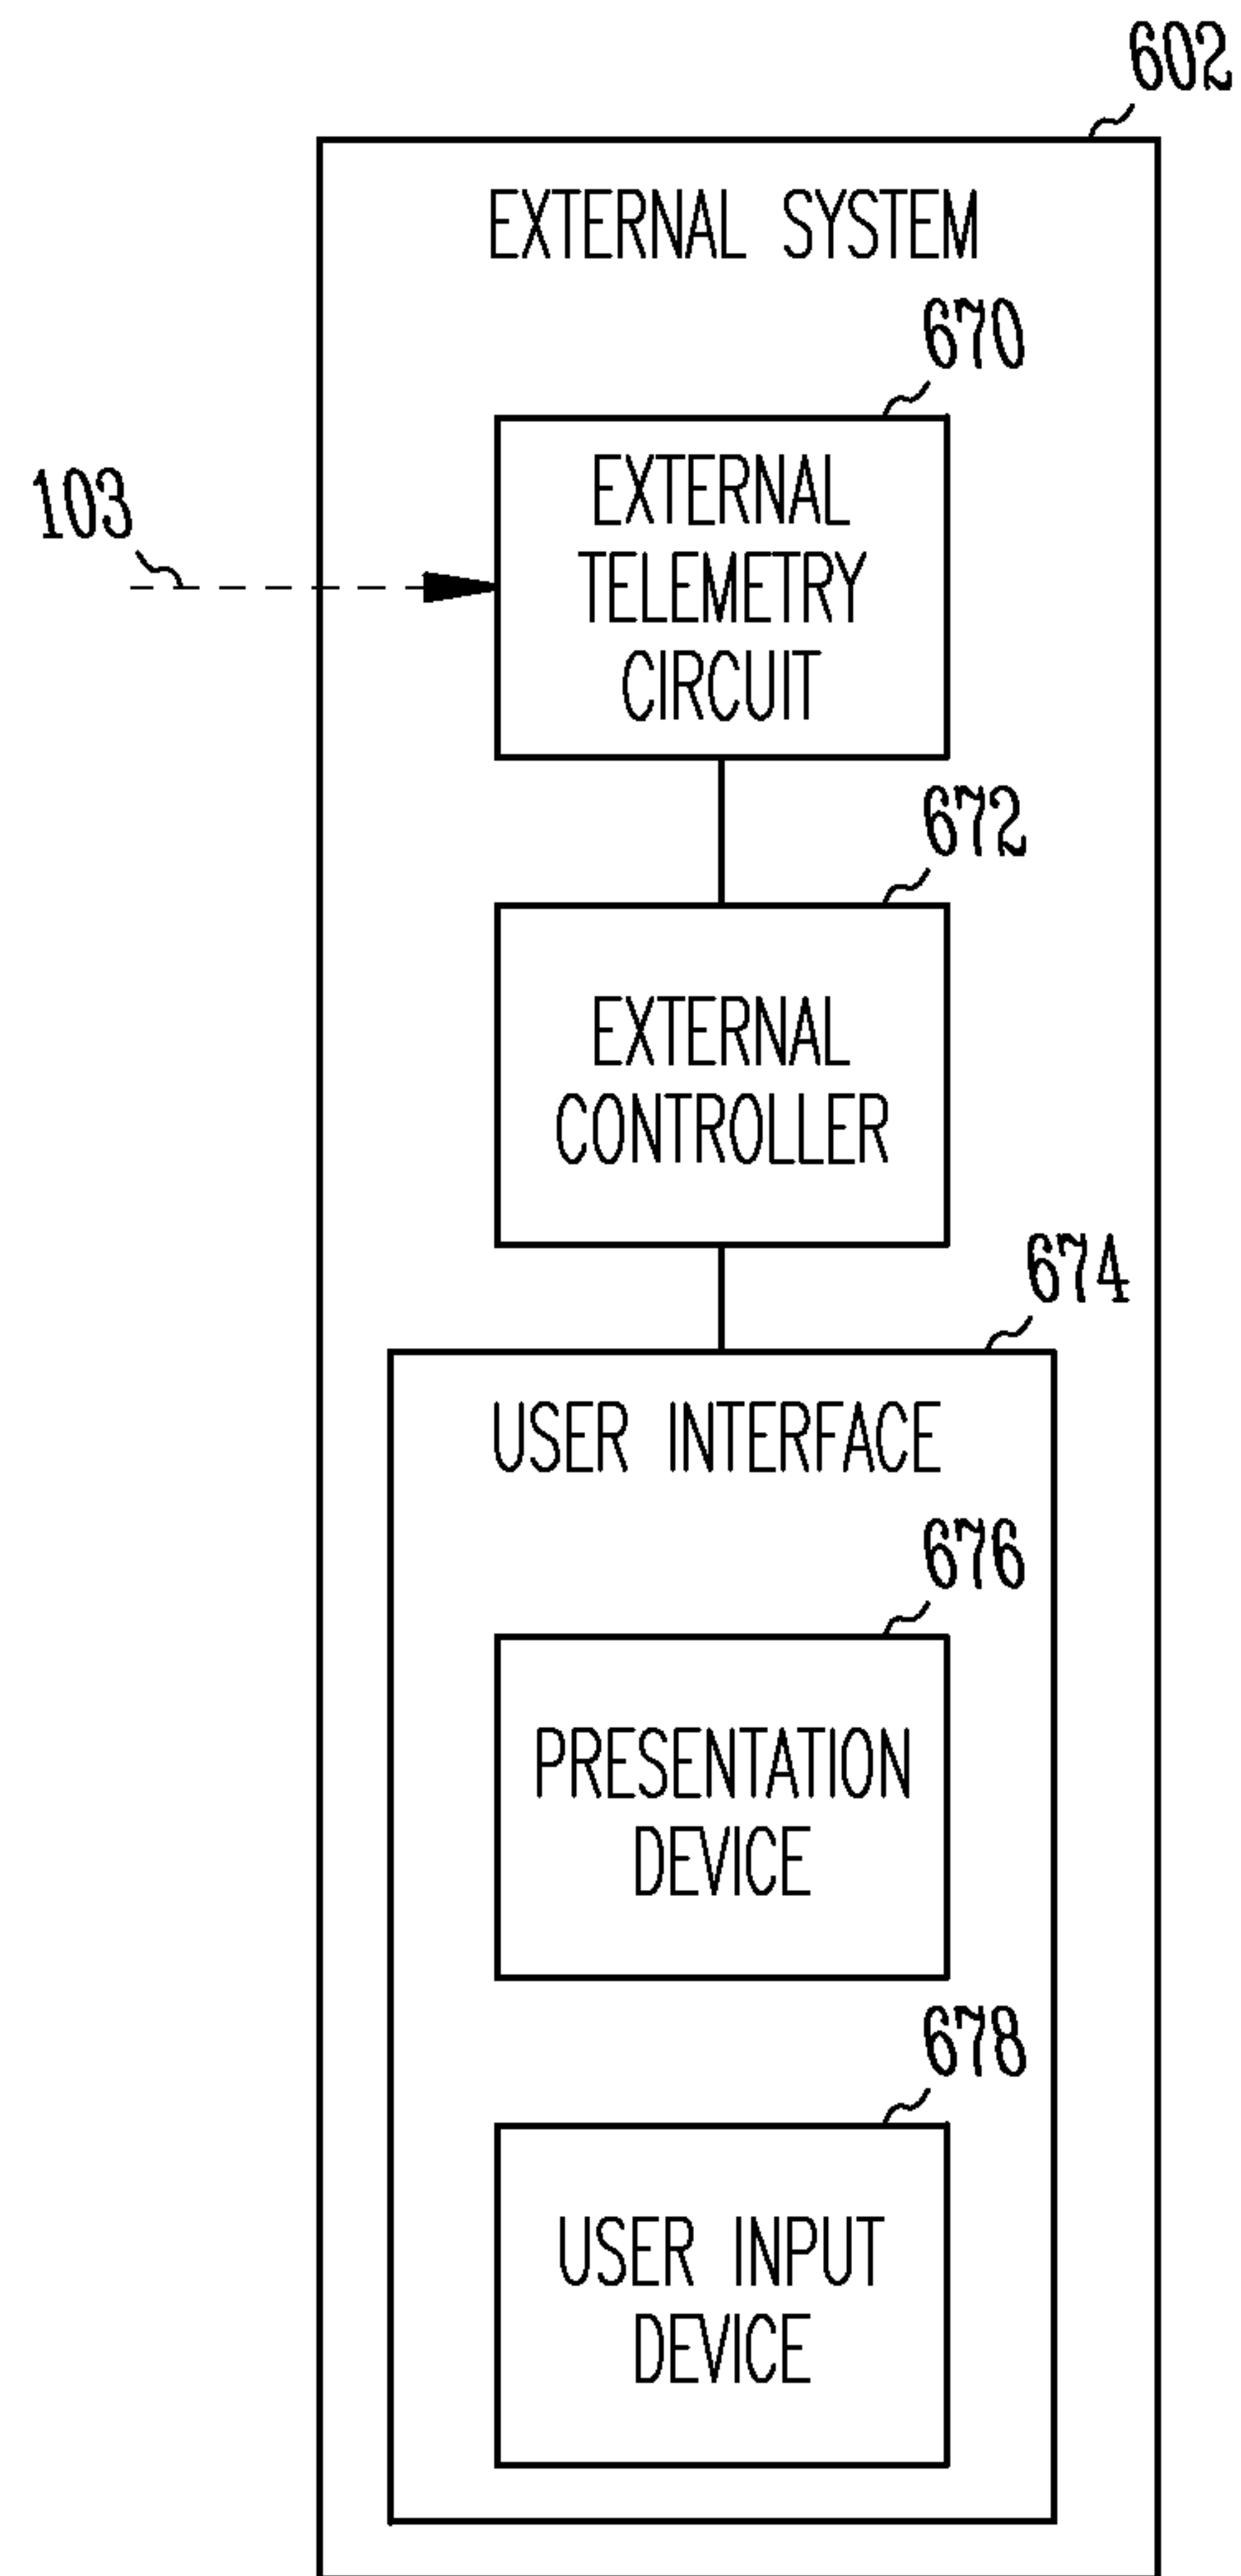 602
EXTERNAL SYSTEM
670
103
EXTERNAL
TELEMETRY
CIRCUIT
672
EXTERNAL
CONTROLLER
674
USER INTERFACE
676
PRESENTATION
DEVICE
678
USER INPUT
DEVICE